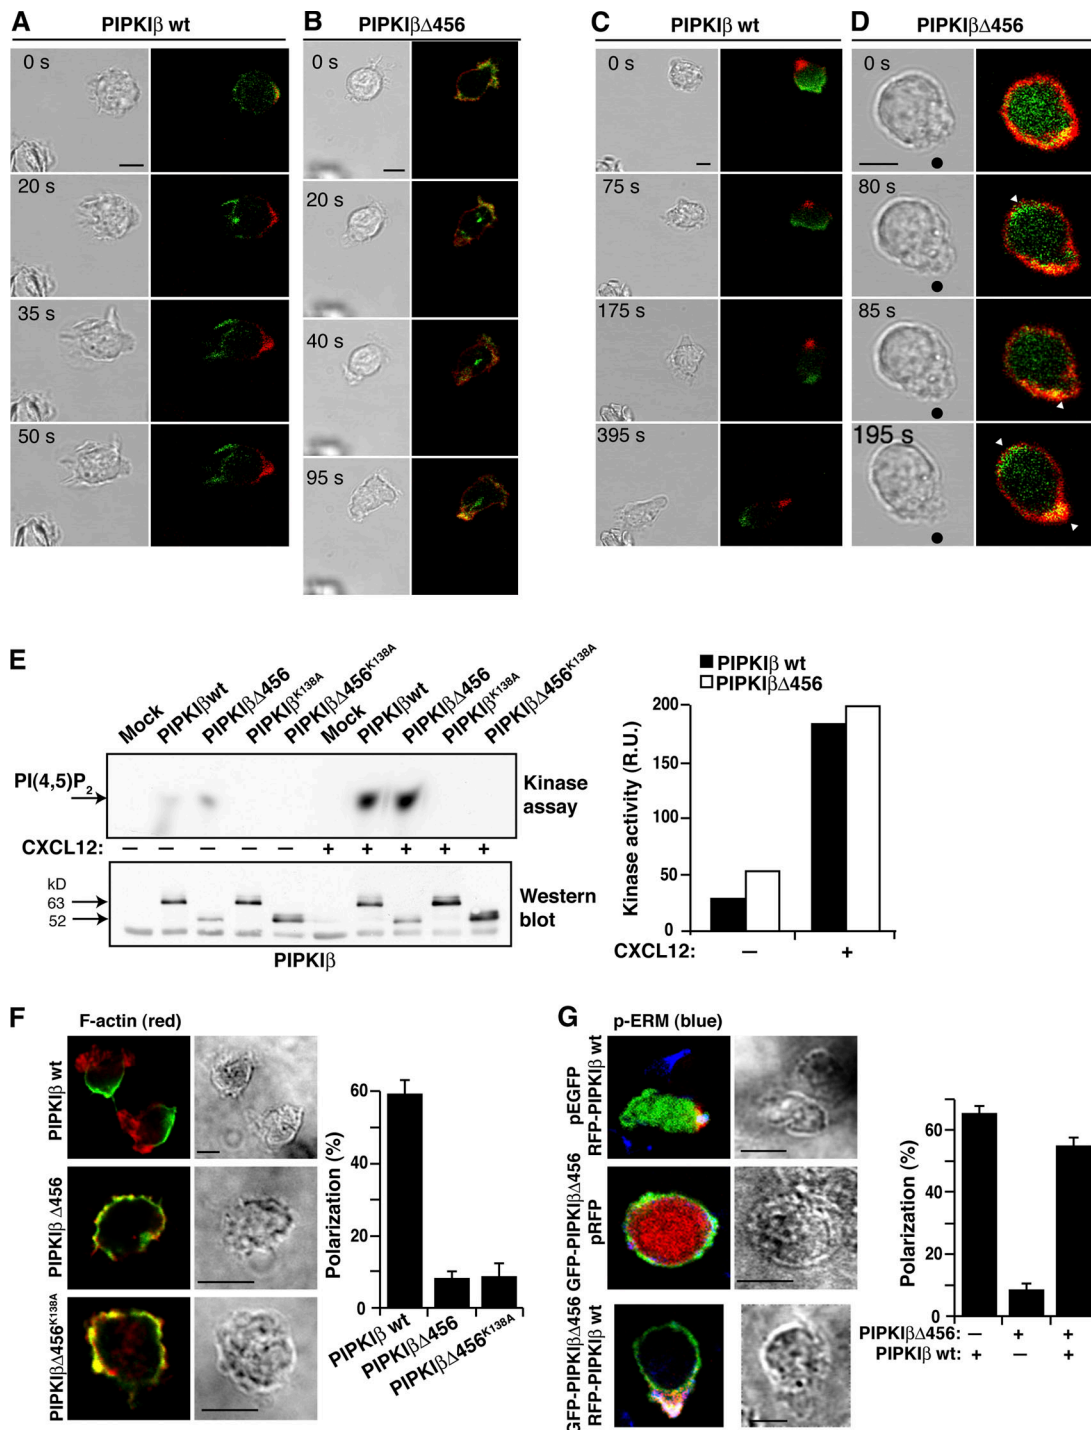 A
PIPKIβ wt
B
PIPKIβΔ456
C
PIPKIβ wt
D
PIPKIβΔ456
0 s
20 s
35 s
50 s
0 s
20 s
40 s
95 s
0 s
75 s
175 s
395 s
0 s
80 s
85 s
195 s
E
Mock
PIPKIβwt
PIPKIβΔ456
PIPKIβK138A
PIPKIβΔ456K138A
Mock
PIPKIβwt
PIPKIβΔ456
PIPKIβK138A
PIPKIβΔ456K138A
PI(4,5)P2
Kinase
assay
CXCL12: – – – – – + + + + +
kD
63
52
Western
blot
PIPKIβ
PIPKIβ wt
PIPKIβΔ456
Kinase activity (R.U.)
200
150
100
50
0
CXCL12: – +
F
F-actin (red)
PIPKIβ wt
PIPKIβ Δ456
PIPKIβΔ456K138A
Polarization (%)
60
40
20
0
PIPKIβ wt
PIPKIβΔ456
PIPKIβΔ456K138A
G
p-ERM (blue)
pEGFP
RFP-PIPKIβ wt
GFP-PIPKIβΔ456
pRFP
GFP-PIPKIβΔ456
RFP-PIPKIβ wt
Polarization (%)
60
40
20
0
PIPKIβΔ456: – + +
PIPKIβ wt: + – +